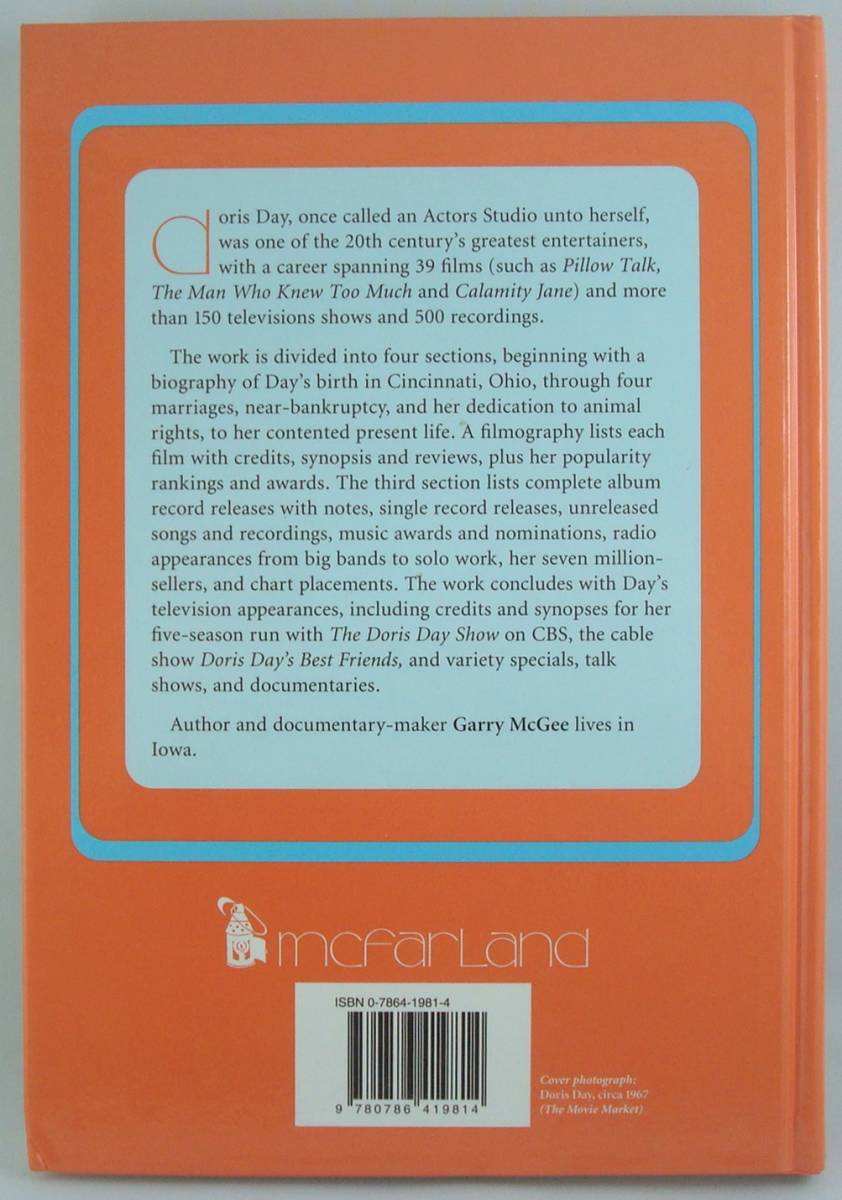 doris Day, once called an Actors Studio unto herself,
was one of the 20th century's greatest entertainers,
with a career spanning 39 films (such as Pillow Talk,
The Man Who Knew Too Much and Calamity Jane) and more
than 150 televisions shows and 500 recordings.
The work is divided into four sections, beginning with a
biography of Day's birth in Cincinnati, Ohio, through four
marriages, near-bankruptcy, and her dedication to animal
rights, to her contented present life. A filmography lists each
film with credits, synopsis and reviews, plus her popularity
rankings and awards. The third section lists complete album
record releases with notes, single record releases, unreleased
songs and recordings, music awards and nominations, radio
appearances from big bands to solo work, her seven million-
sellers, and chart placements. The work concludes with Day's
television appearances, including credits and synopses for her
five-season run with The Doris Day Show on CBS, the cable
show Doris Day's Best Friends, and variety specials, talk
shows, and documentaries.
Author and documentary-maker Garry McGee lives in
Iowa.
mcfarland
ISBN 0-7864-1981-4
9 780786 419814
Cover photograph:
Doris Day, circa 1967
(The Movie Market)